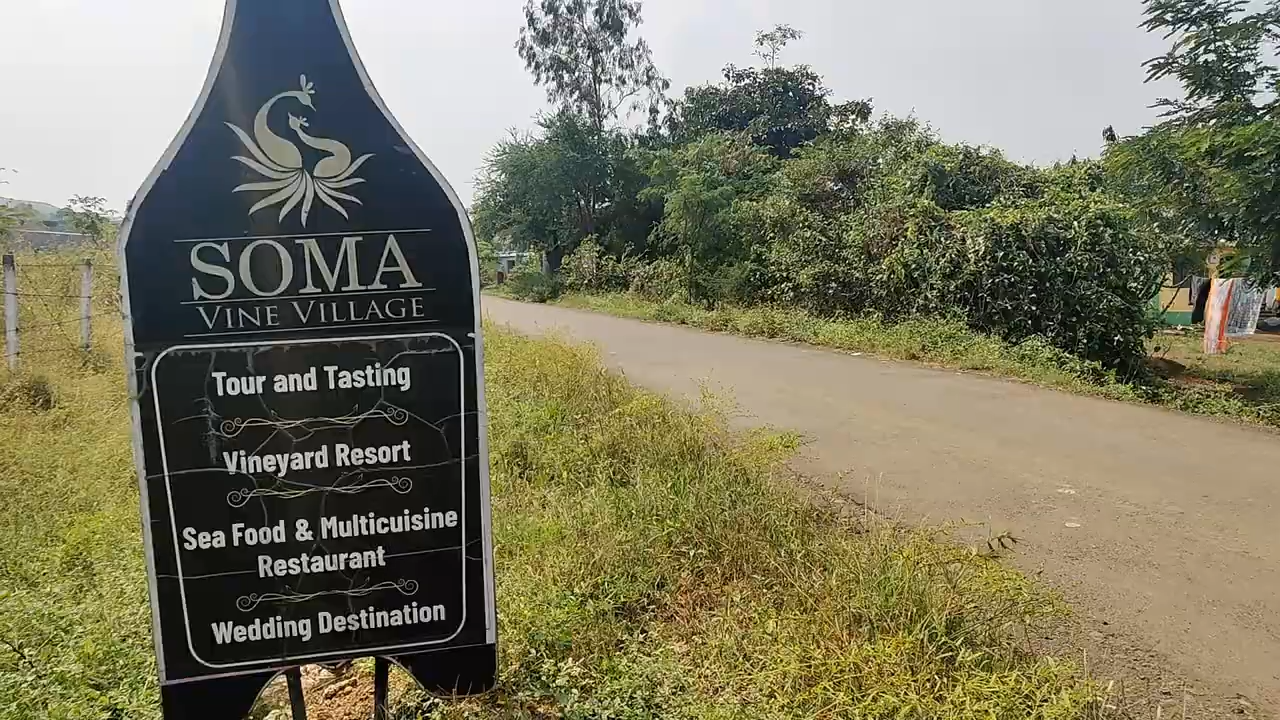 SOMA
VINE VILLAGE
Tour and Tasting
Vineyard Resort
Sea Food & Multicuisine
Restaurant
Wedding Destination